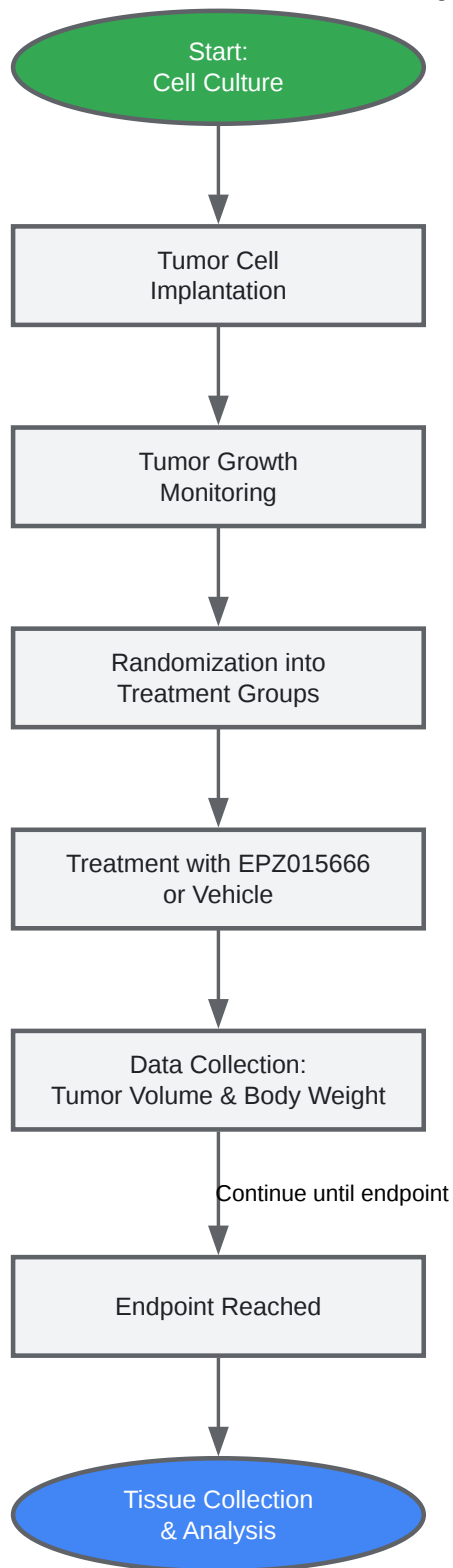 Start:
Cell Culture
Tumor Cell
Implantation
Tumor Growth
Monitoring
Randomization into
Treatment Groups
Treatment with EPZ015666
or Vehicle
Data Collection:
Tumor Volume & Body Weight
Continue until endpoint
Endpoint Reached
Tissue Collection
& Analysis